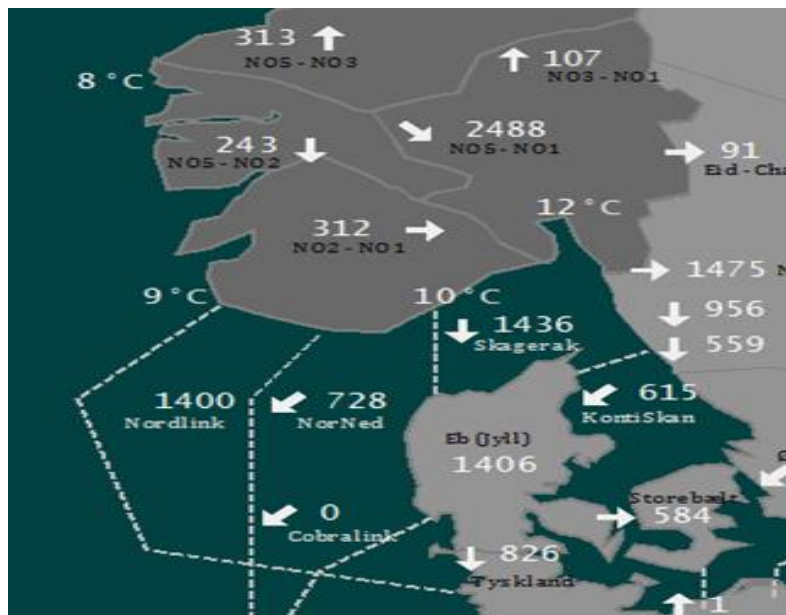 313
NO5 - NO3
107
NO3 - NO1
8°C
243
NO5 - NO2
2488
NO5 - NO1
91
Eid - Cha
12°C
312
NO2 - NO1
1475 N
9°C
10°C
956
1436
Skagerak
559
1400
Nordlink
728
NorNed
615
KontiSkan
Eb (Jyll)
1406
Ø
Storebælt
584
0
Cobralink
826
Tyskland
1